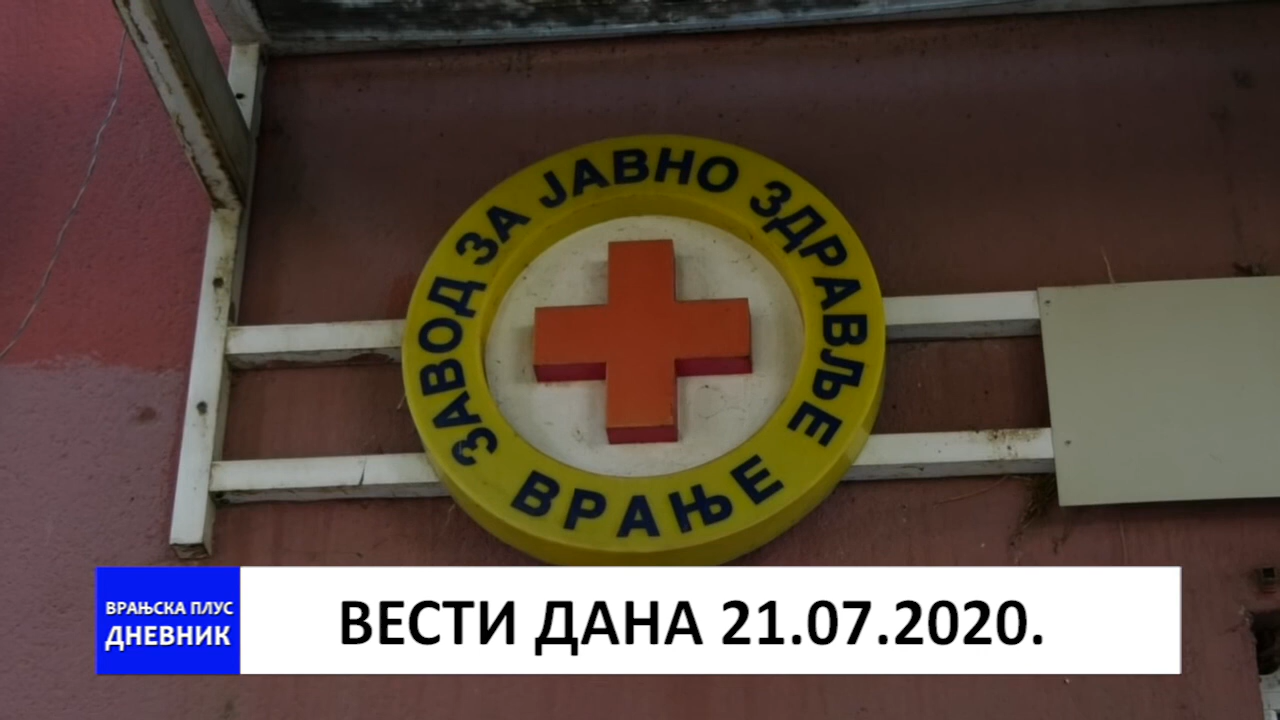 ЗАВОД ЗА ЈАВНО ЗДРАВЉЕ
ВРАЊЕ
ВРАЊСКА ПЛУС
ДНЕВНИК
ВЕСТИ ДАНА 21.07.2020.